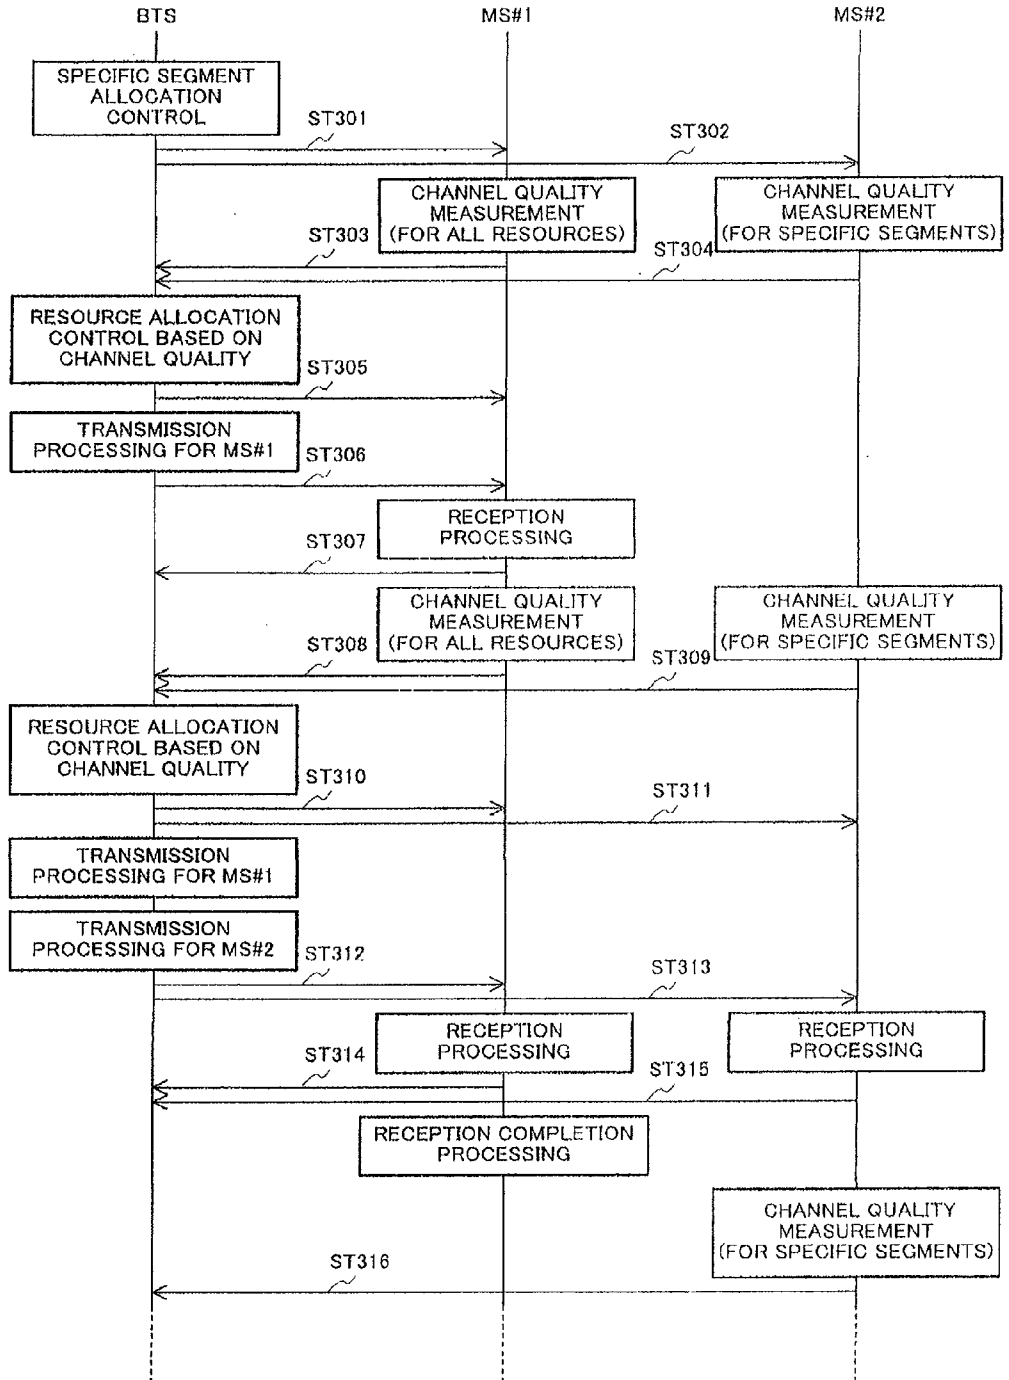 BTS
MS#1
MS#2
SPECIFIC SEGMENT
ALLOCATION
CONTROL
ST301
ST302
CHANNEL QUALITY
MEASUREMENT
(FOR ALL RESOURCES)
CHANNEL QUALITY
MEASUREMENT
(FOR SPECIFIC SEGMENTS)
ST303
ST304
RESOURCE ALLOCATION
CONTROL BASED ON
CHANNEL QUALITY
ST305
TRANSMISSION
PROCESSING FOR MS#1
ST306
RECEPTION
PROCESSING
ST307
CHANNEL QUALITY
MEASUREMENT
(FOR ALL RESOURCES)
CHANNEL QUALITY
MEASUREMENT
(FOR SPECIFIC SEGMENTS)
ST308
ST309
RESOURCE ALLOCATION
CONTROL BASED ON
CHANNEL QUALITY
ST310
ST311
TRANSMISSION
PROCESSING FOR MS#1
TRANSMISSION
PROCESSING FOR MS#2
ST312
ST313
RECEPTION
PROCESSING
RECEPTION
PROCESSING
ST314
ST315
RECEPTION COMPLETION
PROCESSING
CHANNEL QUALITY
MEASUREMENT
(FOR SPECIFIC SEGMENTS)
ST316